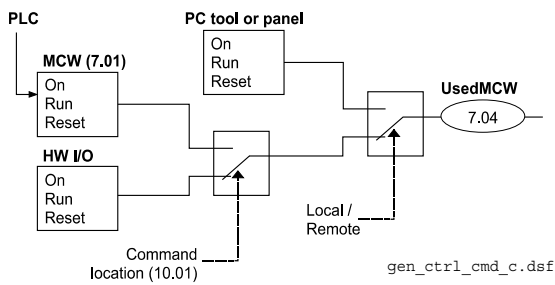 PLC
PC tool or panel
On
Run
Reset
MCW (7.01)
On
Run
Reset
UsedMCW
7.04
HW I/O
On
Run
Reset
Local /
Remote
Command
location (10.01)
gen_ctrl_cmd_c.dsf